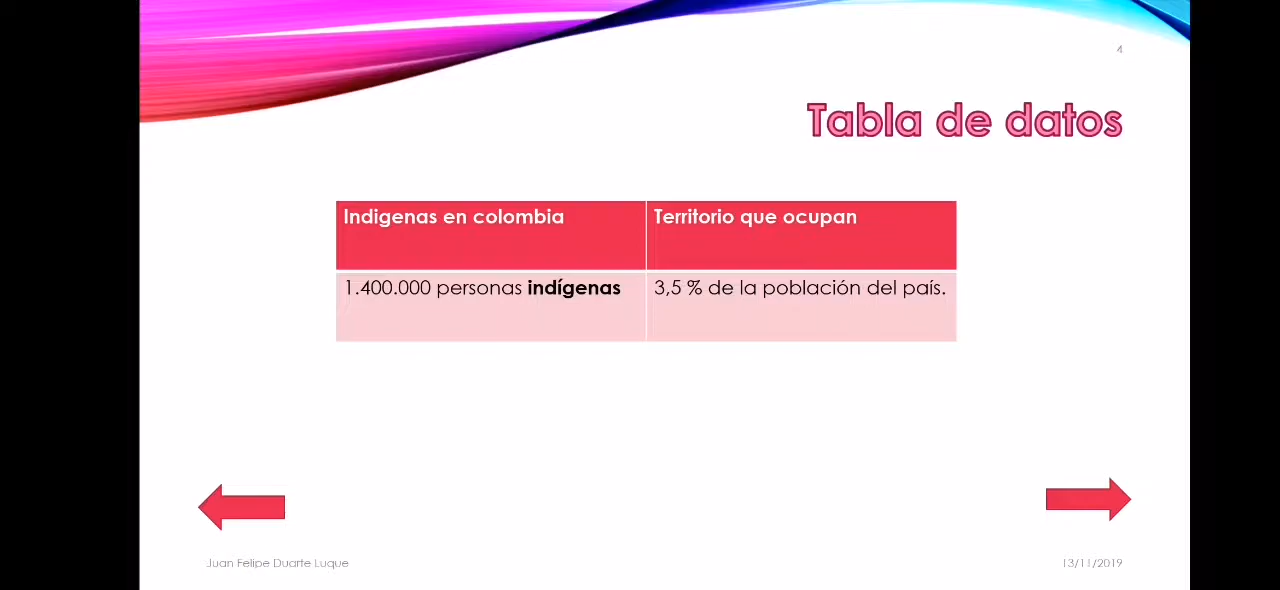 4
Tabla de datos
Indigenas en colombia
Territorio que ocupan
1.400.000 personas indígenas
3,5 % de la población del país.
Juan Felipe Duarte Luque
13/11/2019